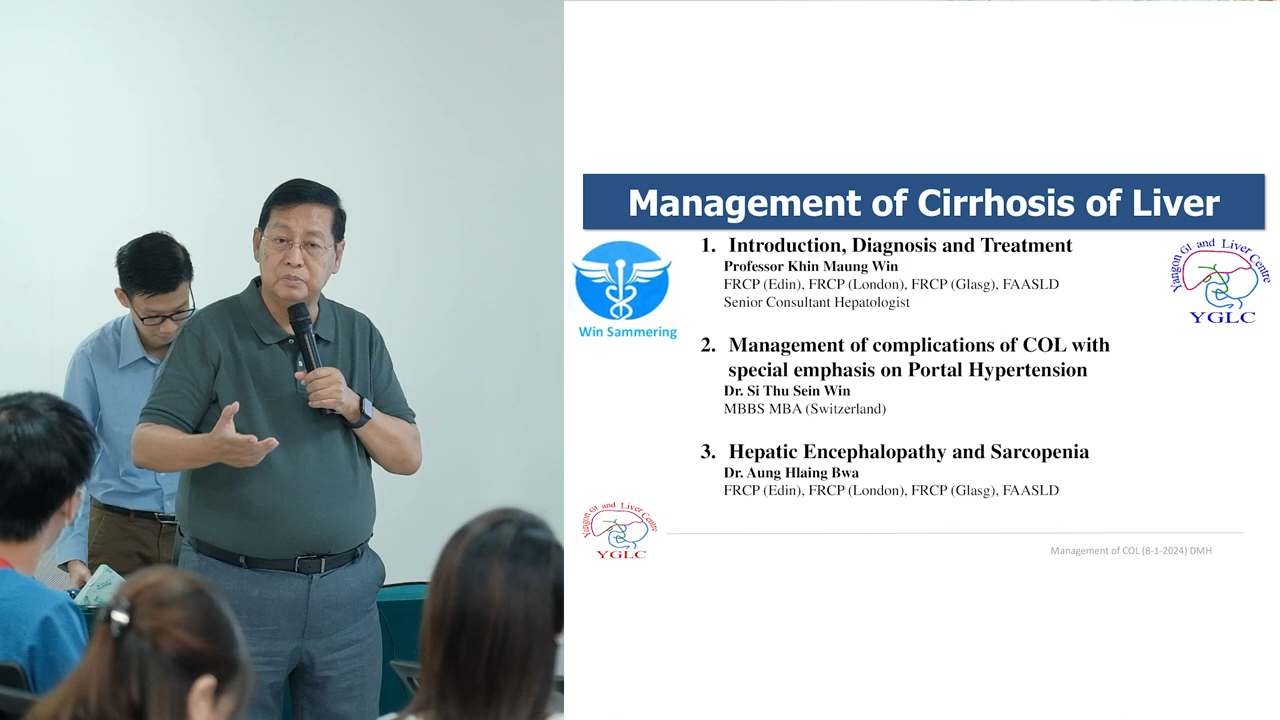 Management of Cirrhosis of Liver
1. Introduction, Diagnosis and Treatment
Professor Khin Maung Win
FRCP (Edin), FRCP (London), FRCP (Glasg), FAASLD
Senior Consultant Hepatologist
Win Sammering
Yangon GI and Liver Centre
YGLC
2. Management of complications of COL with
special emphasis on Portal Hypertension
Dr. Si Thu Sein Win
MBBS MBA (Switzerland)
3. Hepatic Encephalopathy and Sarcopenia
Dr. Aung Hlaing Bwa
FRCP (Edin), FRCP (London), FRCP (Glasg), FAASLD
Yangon GI and Liver Centre
YGLC
Management of COL (8-1-2024) DMH